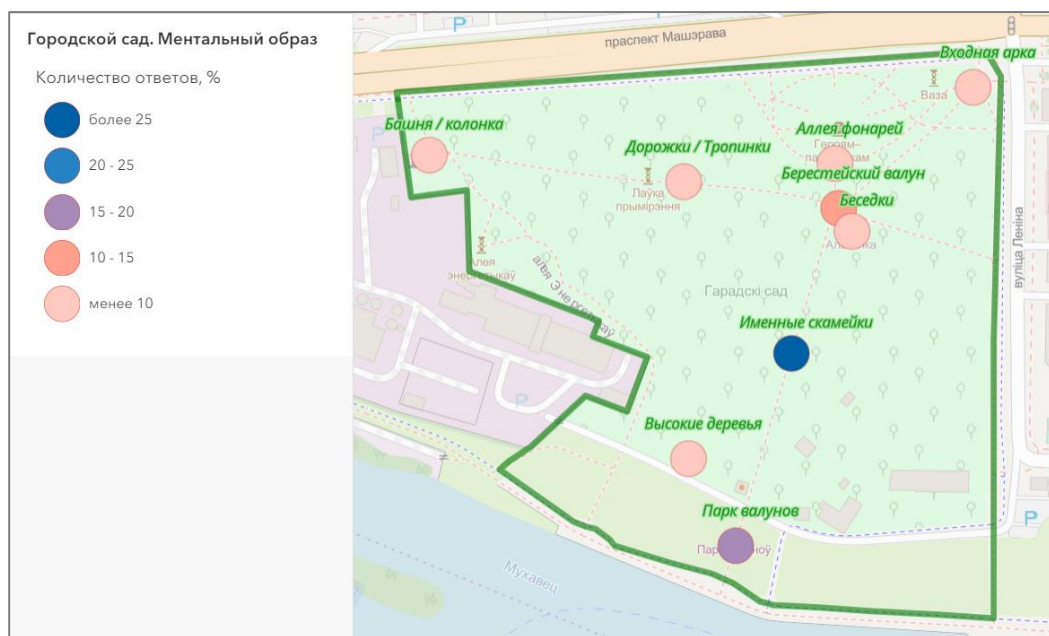 Городской сад. Ментальный образ
Количество ответов, %
более 25
20 - 25
15 - 20
10 - 15
менее 10
P
праспект Машэрава
Входная арка
Ваза
Башня / колонка
P
Аллея фонарей
Героям–
Дорожки / Тропинки
Берестейский валун
Лаўка
прымірэння
Беседки
Алея
энергетыкаў
алея Энергетыкаў
Гарадскі сад
вуліца Леніна
Именные скамейки
P
Высокие деревья
Парк валунов
P
Мухавец